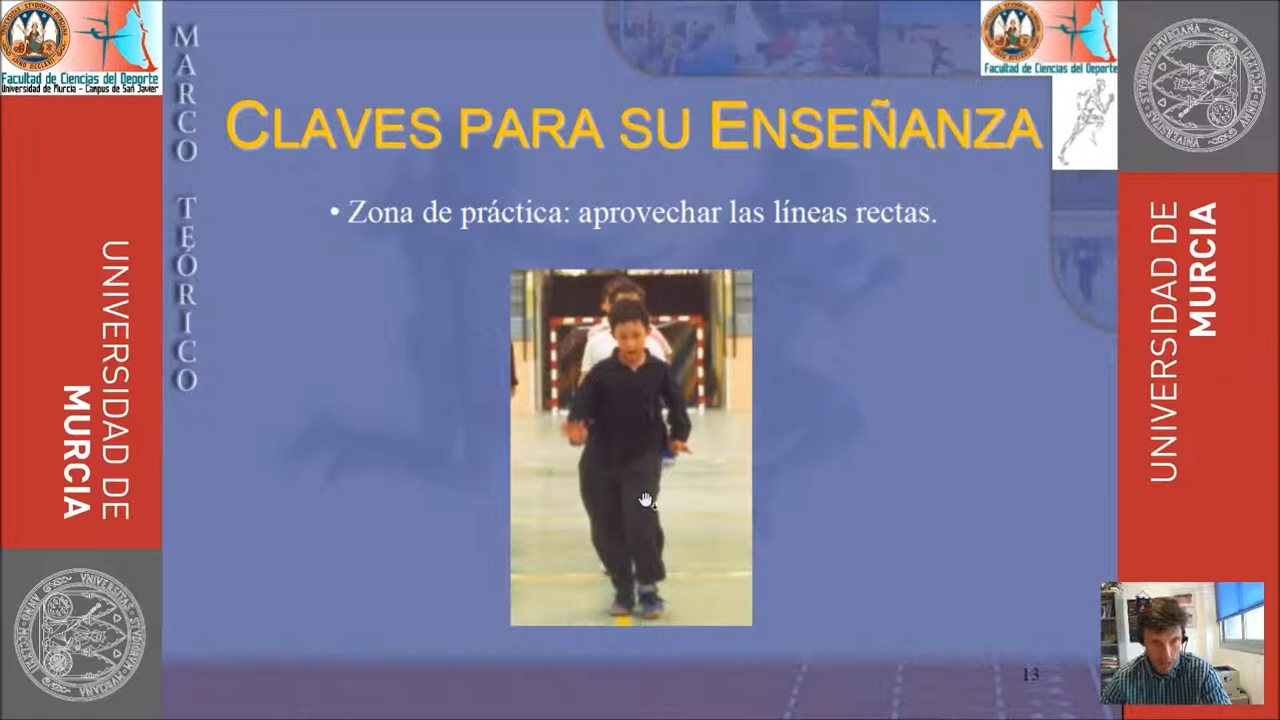 Facultad de Ciencias del Deporte
Universidad de Murcia - Campus de San Javier
UNIVERSIDAD DE
MURCIA
MARCO TEÓRICO
CLAVES PARA SU ENSEÑANZA
• Zona de práctica: aprovechar las líneas rectas.
13
Facultad de Ciencias del Deporte
UNIVERSIDAD DE
MURCIA